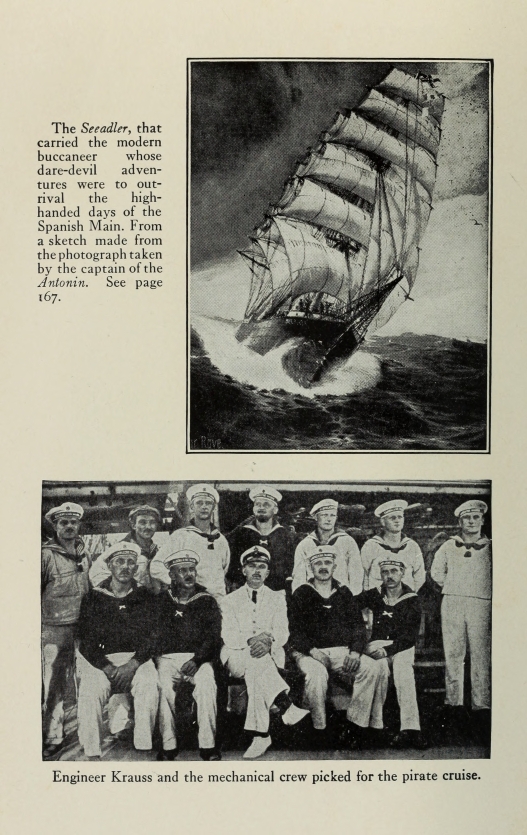 The Seeadler, that
carried the modern
buccaneer whose
dare-devil adven-
tures were to out-
rival the high-
handed days of the
Spanish Main. From
a sketch made from
the photograph taken
by the captain of the
Antonin. See page
167.
Engineer Krauss and the mechanical crew picked for the pirate cruise.